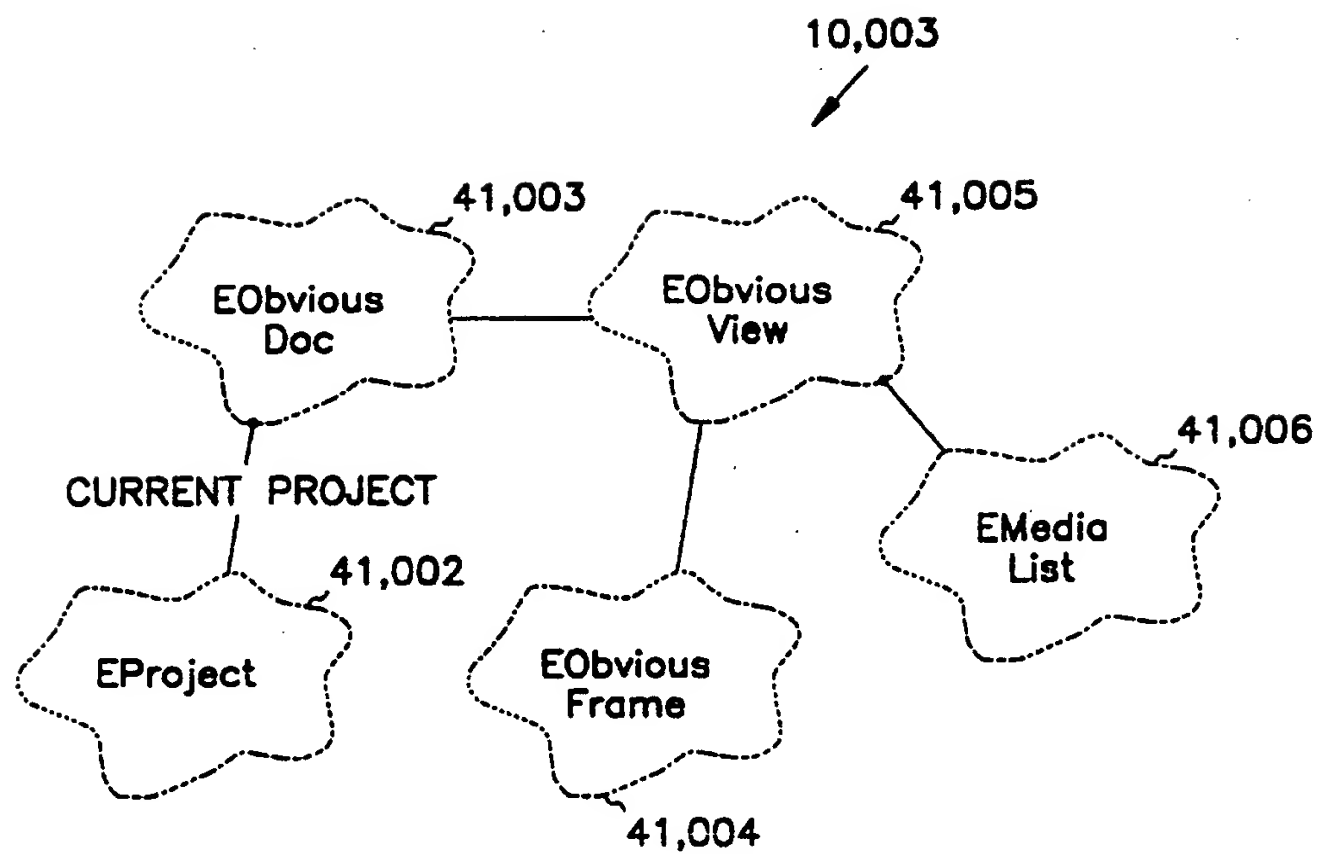 10,003
41,003
41,005
EObvious
Doc
EObvious
View
41,006
CURRENT PROJECT
EMedia
List
41,002
EProject
EObvious
Frame
41,004